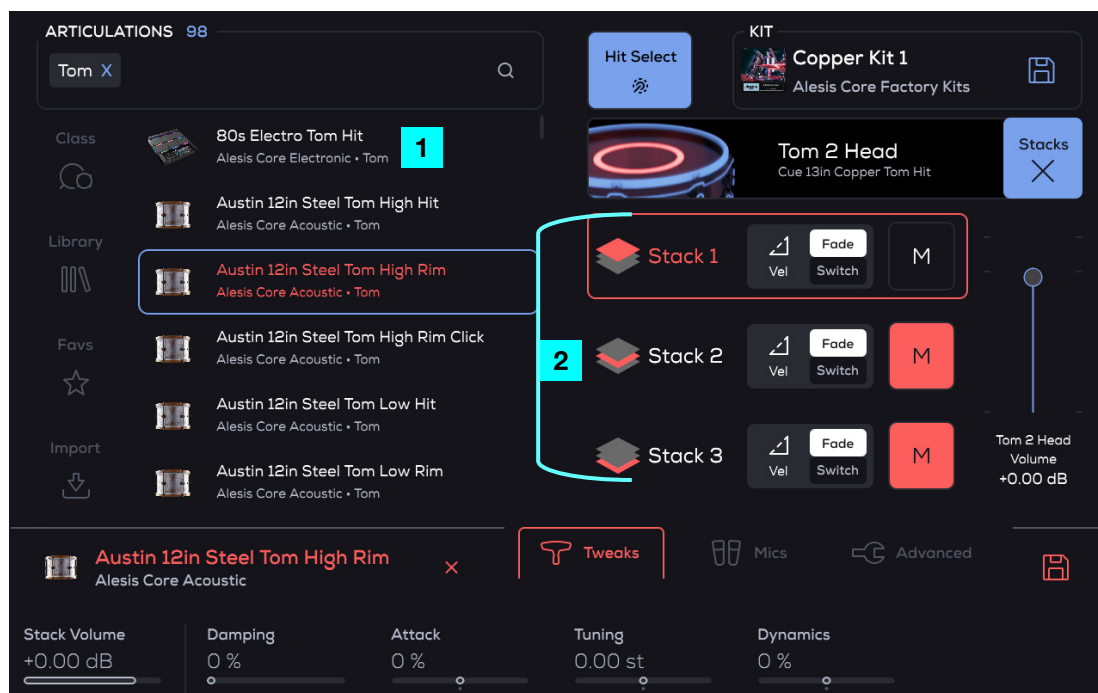 ARTICULATIONS 98
Tom X
Class
Library
Favs
Import
80s Electro Tom Hit
Alesis Core Electronic • Tom
1
Austin 12in Steel Tom High Hit
Alesis Core Acoustic • Tom
Austin 12in Steel Tom High Rim
Alesis Core Acoustic • Tom
Austin 12in Steel Tom High Rim Click
Alesis Core Acoustic • Tom
Austin 12in Steel Tom Low Hit
Alesis Core Acoustic • Tom
Austin 12in Steel Tom Low Rim
Alesis Core Acoustic • Tom
Hit Select
KIT
Copper Kit 1
Alesis Core Factory Kits
Tom 2 Head
Cue 13in Copper Tom Hit
Stacks
2
Stack 1
Vel
Fade
Switch
M
Stack 2
Vel
Fade
Switch
M
Stack 3
Vel
Fade
Switch
M
Tom 2 Head
Volume
+0.00 dB
Austin 12in Steel Tom High Rim
Alesis Core Acoustic
Tweaks
Mics
Advanced
Stack Volume
+0.00 dB
Damping
0 %
Attack
0 %
Tuning
0.00 st
Dynamics
0 %